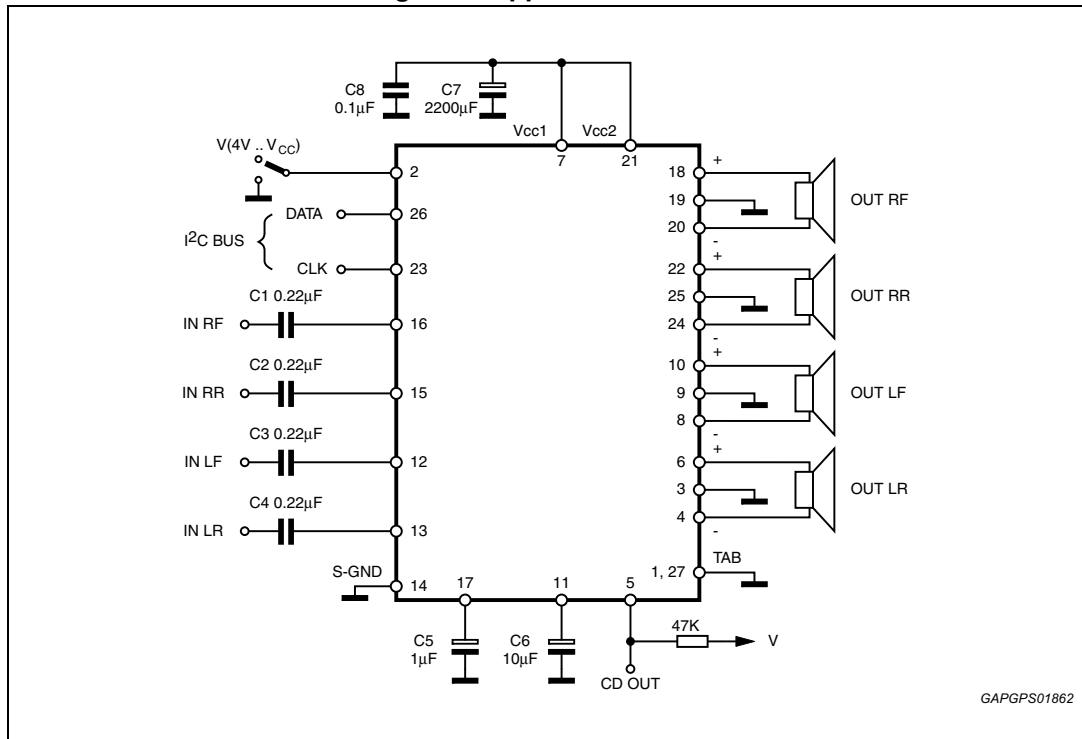 C8
0.1µF
C7
2200µF
Vcc1
Vcc2
7
21
V(4V .. VCC)
2
DATA
26
I2C BUS
CLK
23
C1 0.22µF
IN RF
16
C2 0.22µF
IN RR
15
C3 0.22µF
IN LF
12
C4 0.22µF
IN LR
13
S-GND
14
17
11
5
C5
1µF
C6
10µF
CD OUT
47K
V
18
+
19
OUT RF
20
-
+
22
25
OUT RR
24
-
+
10
9
OUT LF
8
-
+
6
3
OUT LR
4
-
1, 27
TAB
GAPGPS01862